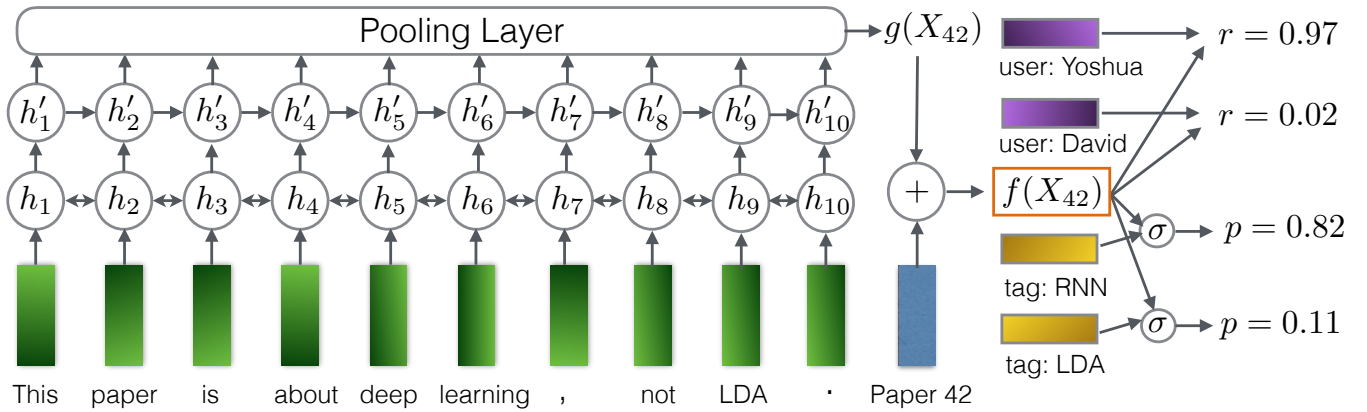 Pooling Layer
g(X₄₂)
user: Yoshua
r = 0.97
h′₁ h′₂ h′₃ h′₄ h′₅ h′₆ h′₇ h′₈ h′₉ h′₁₀
user: David
r = 0.02
h₁ h₂ h₃ h₄ h₅ h₆ h₇ h₈ h₉ h₁₀
+
f(X₄₂)
σ
p = 0.82
tag: RNN
σ
p = 0.11
tag: LDA
This paper is about deep learning , not LDA . Paper 42